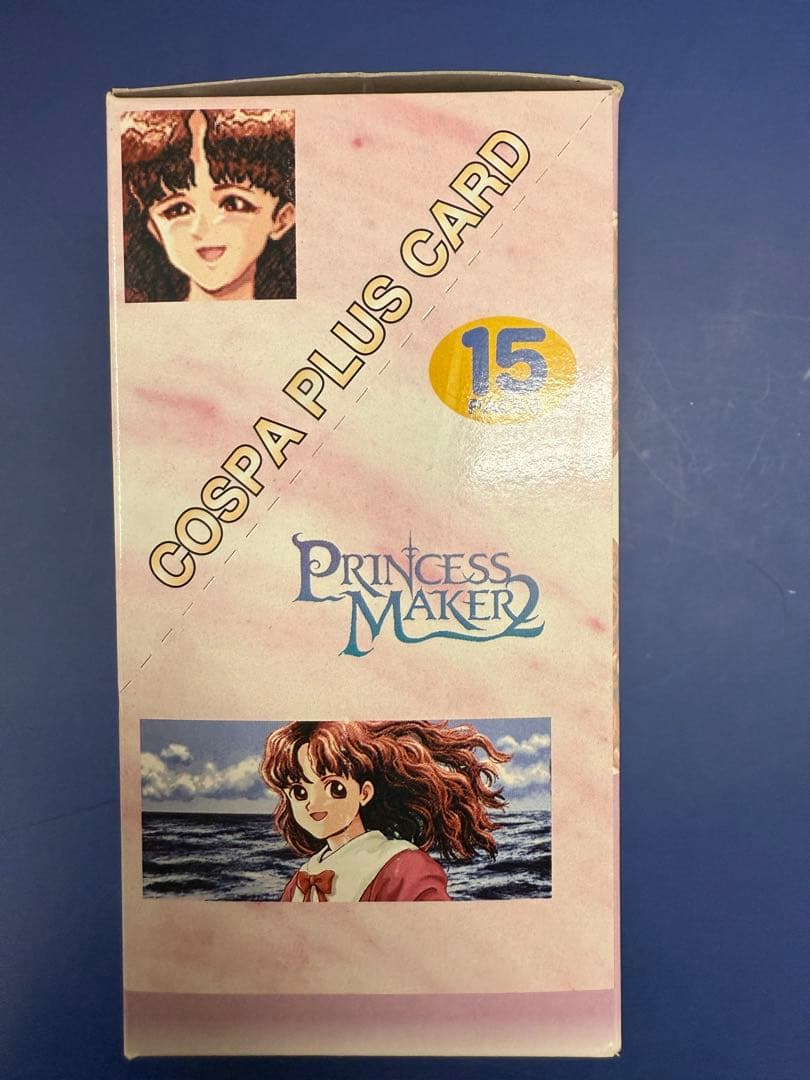 COSPA PLUS CARD
15
PRINCESS
MAKER2